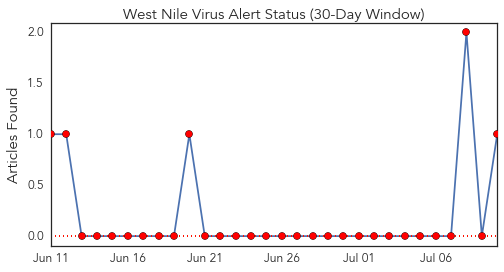 West Nile Virus Alert Status (30-Day Window)
Articles Found
2.0
1.5
1.0
0.5
0.0
Jun 11 Jun 16 Jun 21 Jun 26 Jul 01 Jul 06